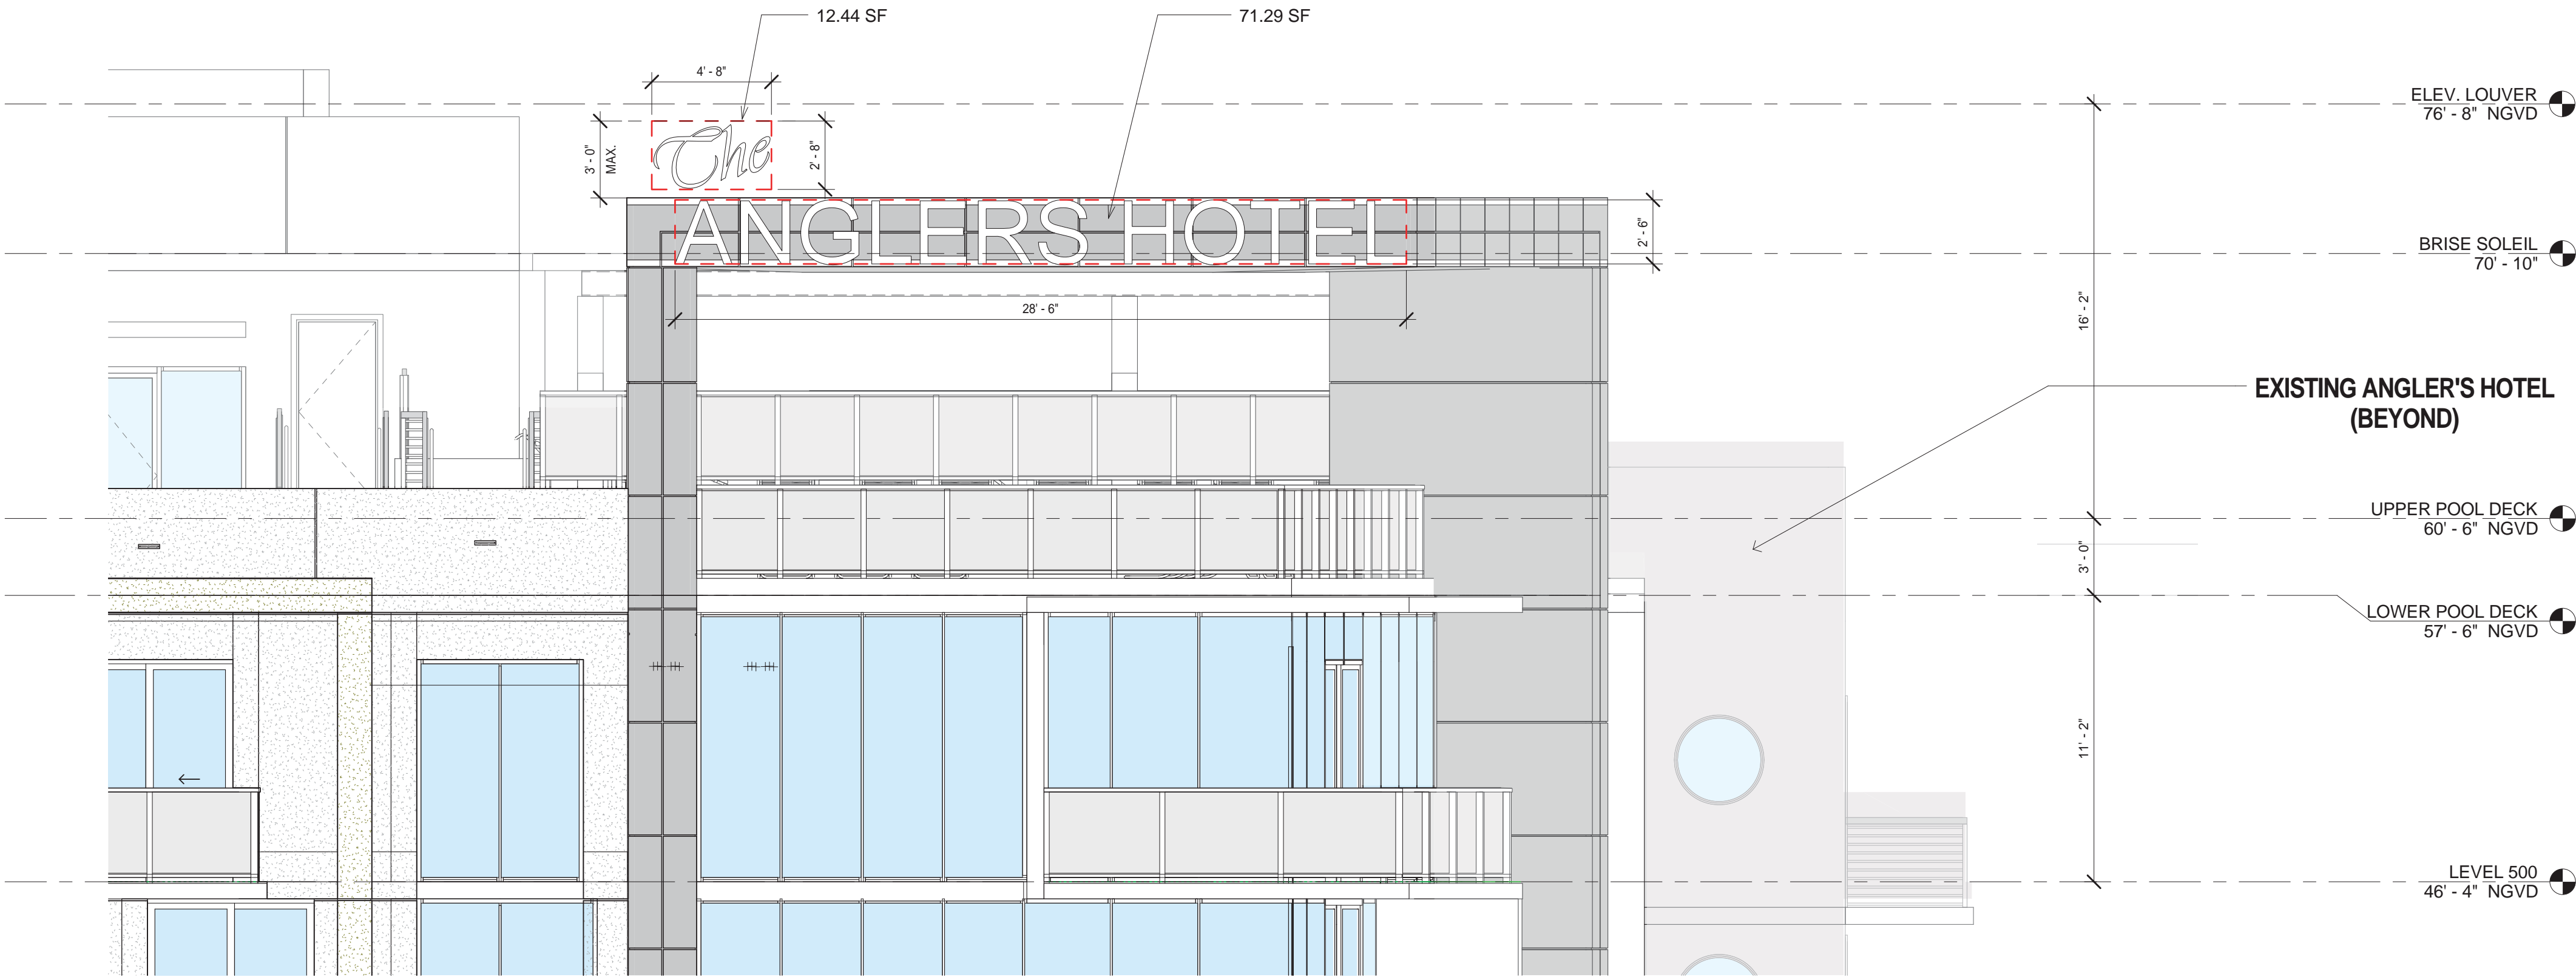 12.44 SF
71.29 SF
4' - 8"
ELEV. LOUVER
76' - 8" NGVD
3' - 0"
MAX.
The
2' - 8"
ANGLERS HOTEL
2' - 6"
BRISE SOLEIL
70' - 10"
28' - 6"
16' - 2"
EXISTING ANGLER'S HOTEL
(BEYOND)
UPPER POOL DECK
60' - 6" NGVD
3' - 0"
LOWER POOL DECK
57' - 6" NGVD
11' - 2"
LEVEL 500
46' - 4" NGVD